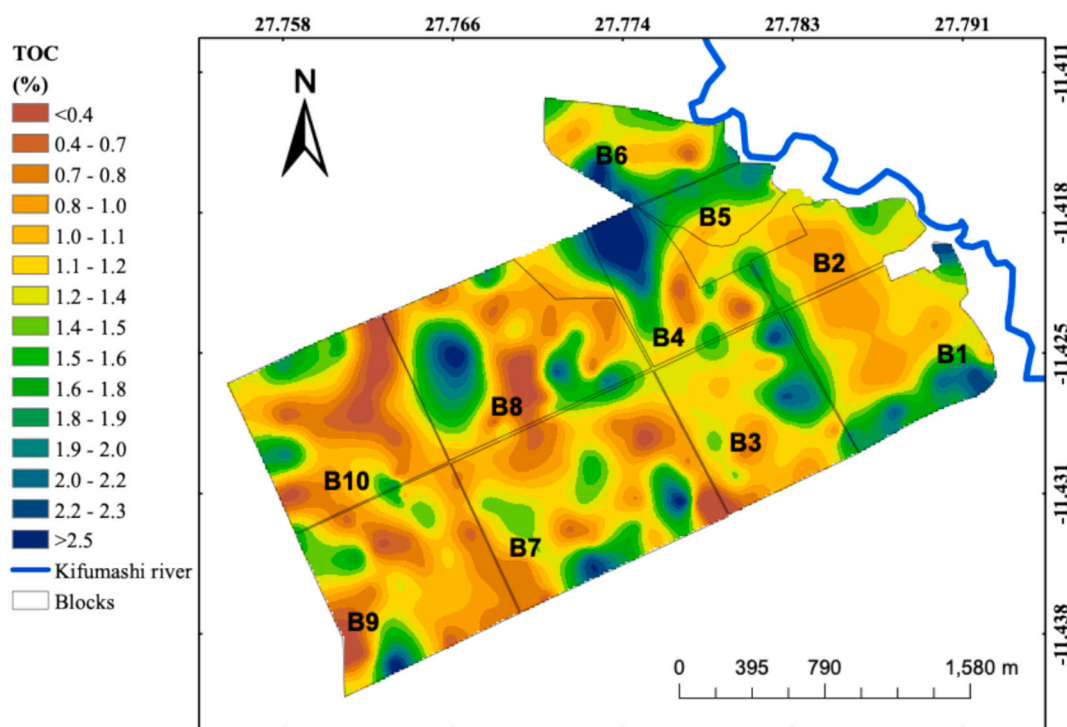 27.758 27.766 27.774 27.783 27.791
TOC
(%)
<0.4
0.4 - 0.7
0.7 - 0.8
0.8 - 1.0
1.0 - 1.1
1.1 - 1.2
1.2 - 1.4
1.4 - 1.5
1.5 - 1.6
1.6 - 1.8
1.8 - 1.9
1.9 - 2.0
2.0 - 2.2
2.2 - 2.3
>2.5
Kifumashi river
Blocks
N
B6
B5
B2
B4
B1
B8
B3
B10
B7
B9
-11.411
-11.418
-11.425
-11.431
-11.438
0 395 790 1,580 m